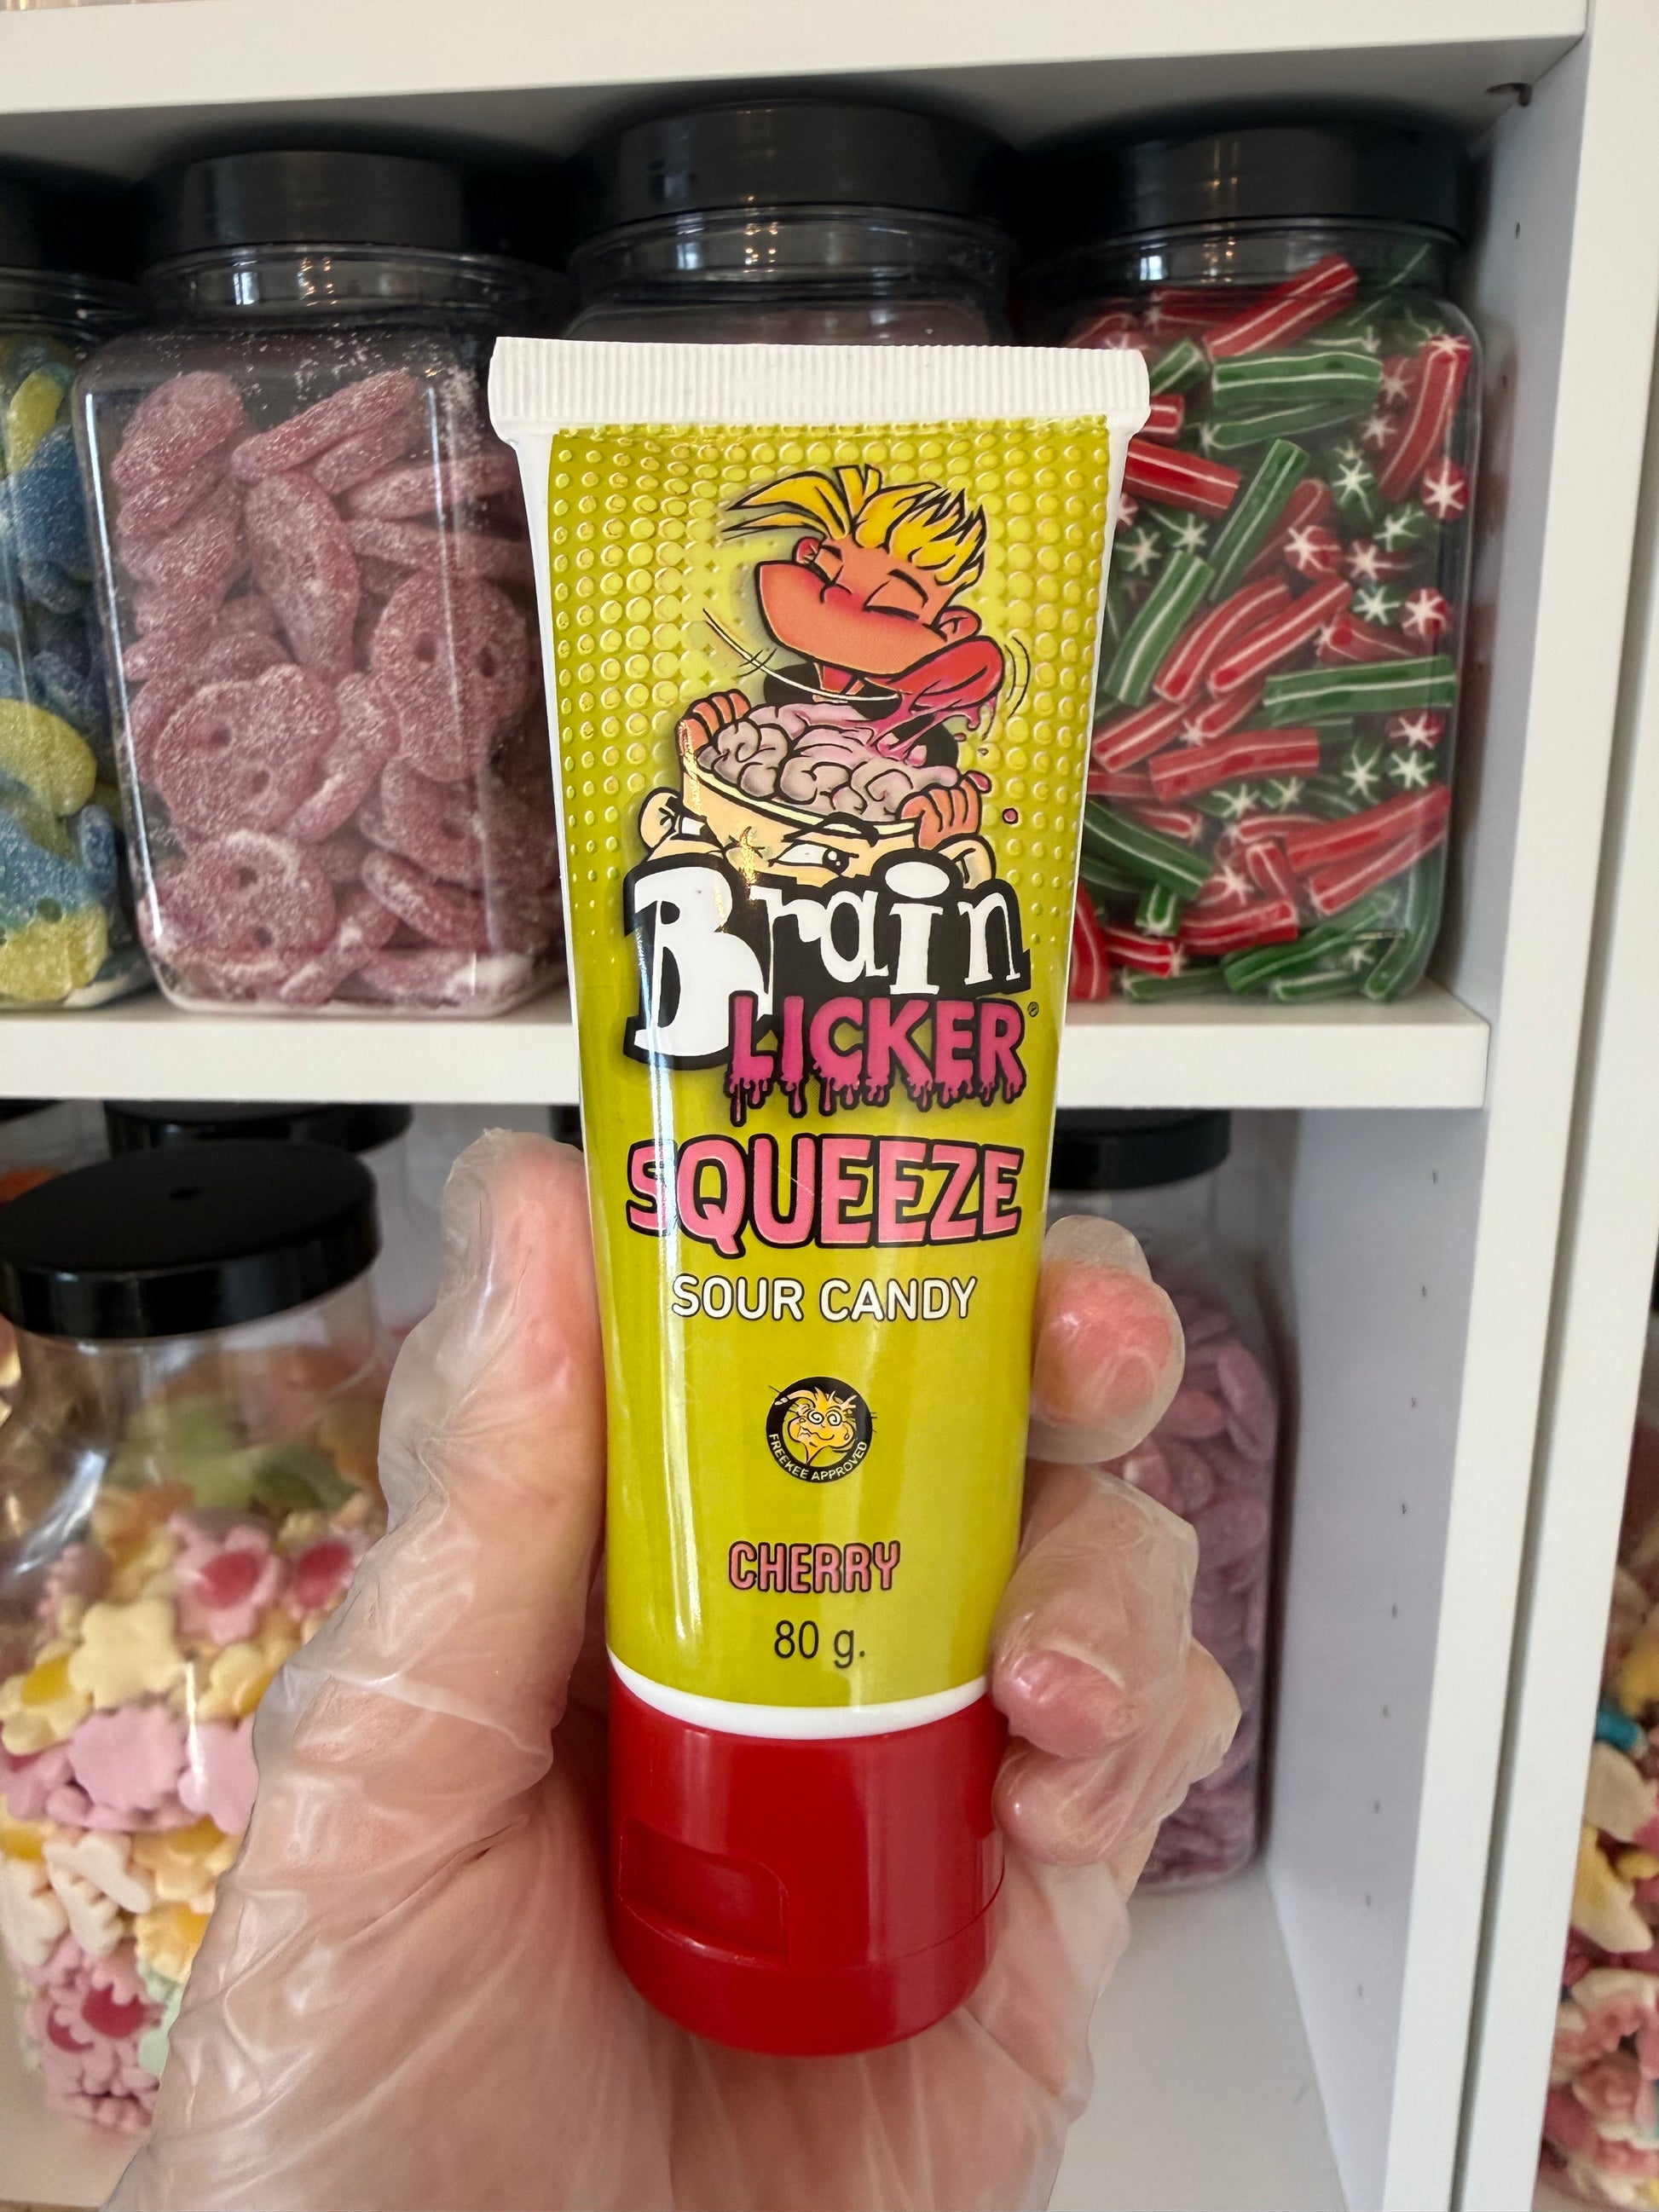 Brain
LICKER®
SQUEEZE
SOUR CANDY
FREEKEE APPROVED
CHERRY
80 g.